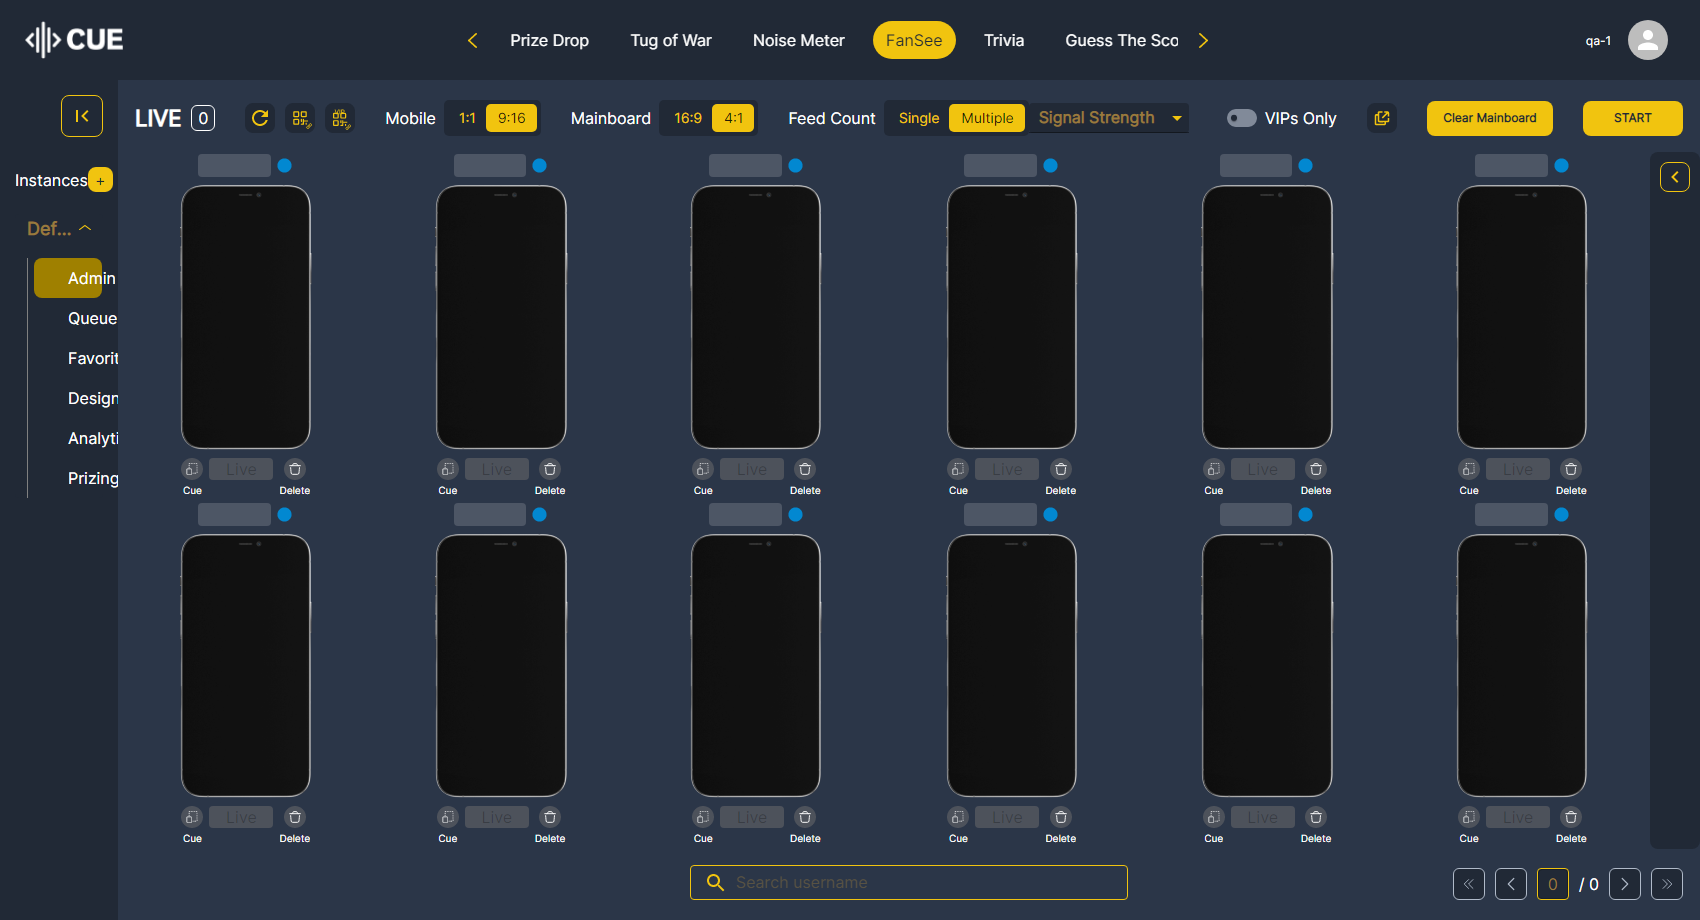 CUE
Prize Drop Tug of War Noise Meter FanSee Trivia Guess The Sco
qa-1
LIVE 0 Mobile 1:1 9:16 Mainboard 16:9 4:1 Feed Count Single Multiple Signal Strength VIPs Only Clear Mainboard START
Instances +
Def...
Admin
Queue
Favorit
Design
Analyti
Prizing
Live Live Live Live Live Live
Cue Delete Cue Delete Cue Delete Cue Delete Cue Delete Cue Delete
Live Live Live Live Live Live
Cue Delete Cue Delete Cue Delete Cue Delete Cue Delete Cue Delete
Search username
0 / 0